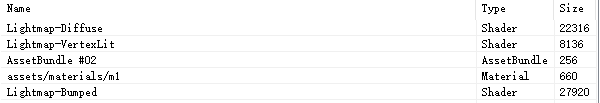 Name Type Size
Lightmap-Diffuse Shader 22316
Lightmap-VertexLit Shader 8136
AssetBundle #02 AssetBundle 256
assets/materials/m1 Material 660
Lightmap-Bumped Shader 27920